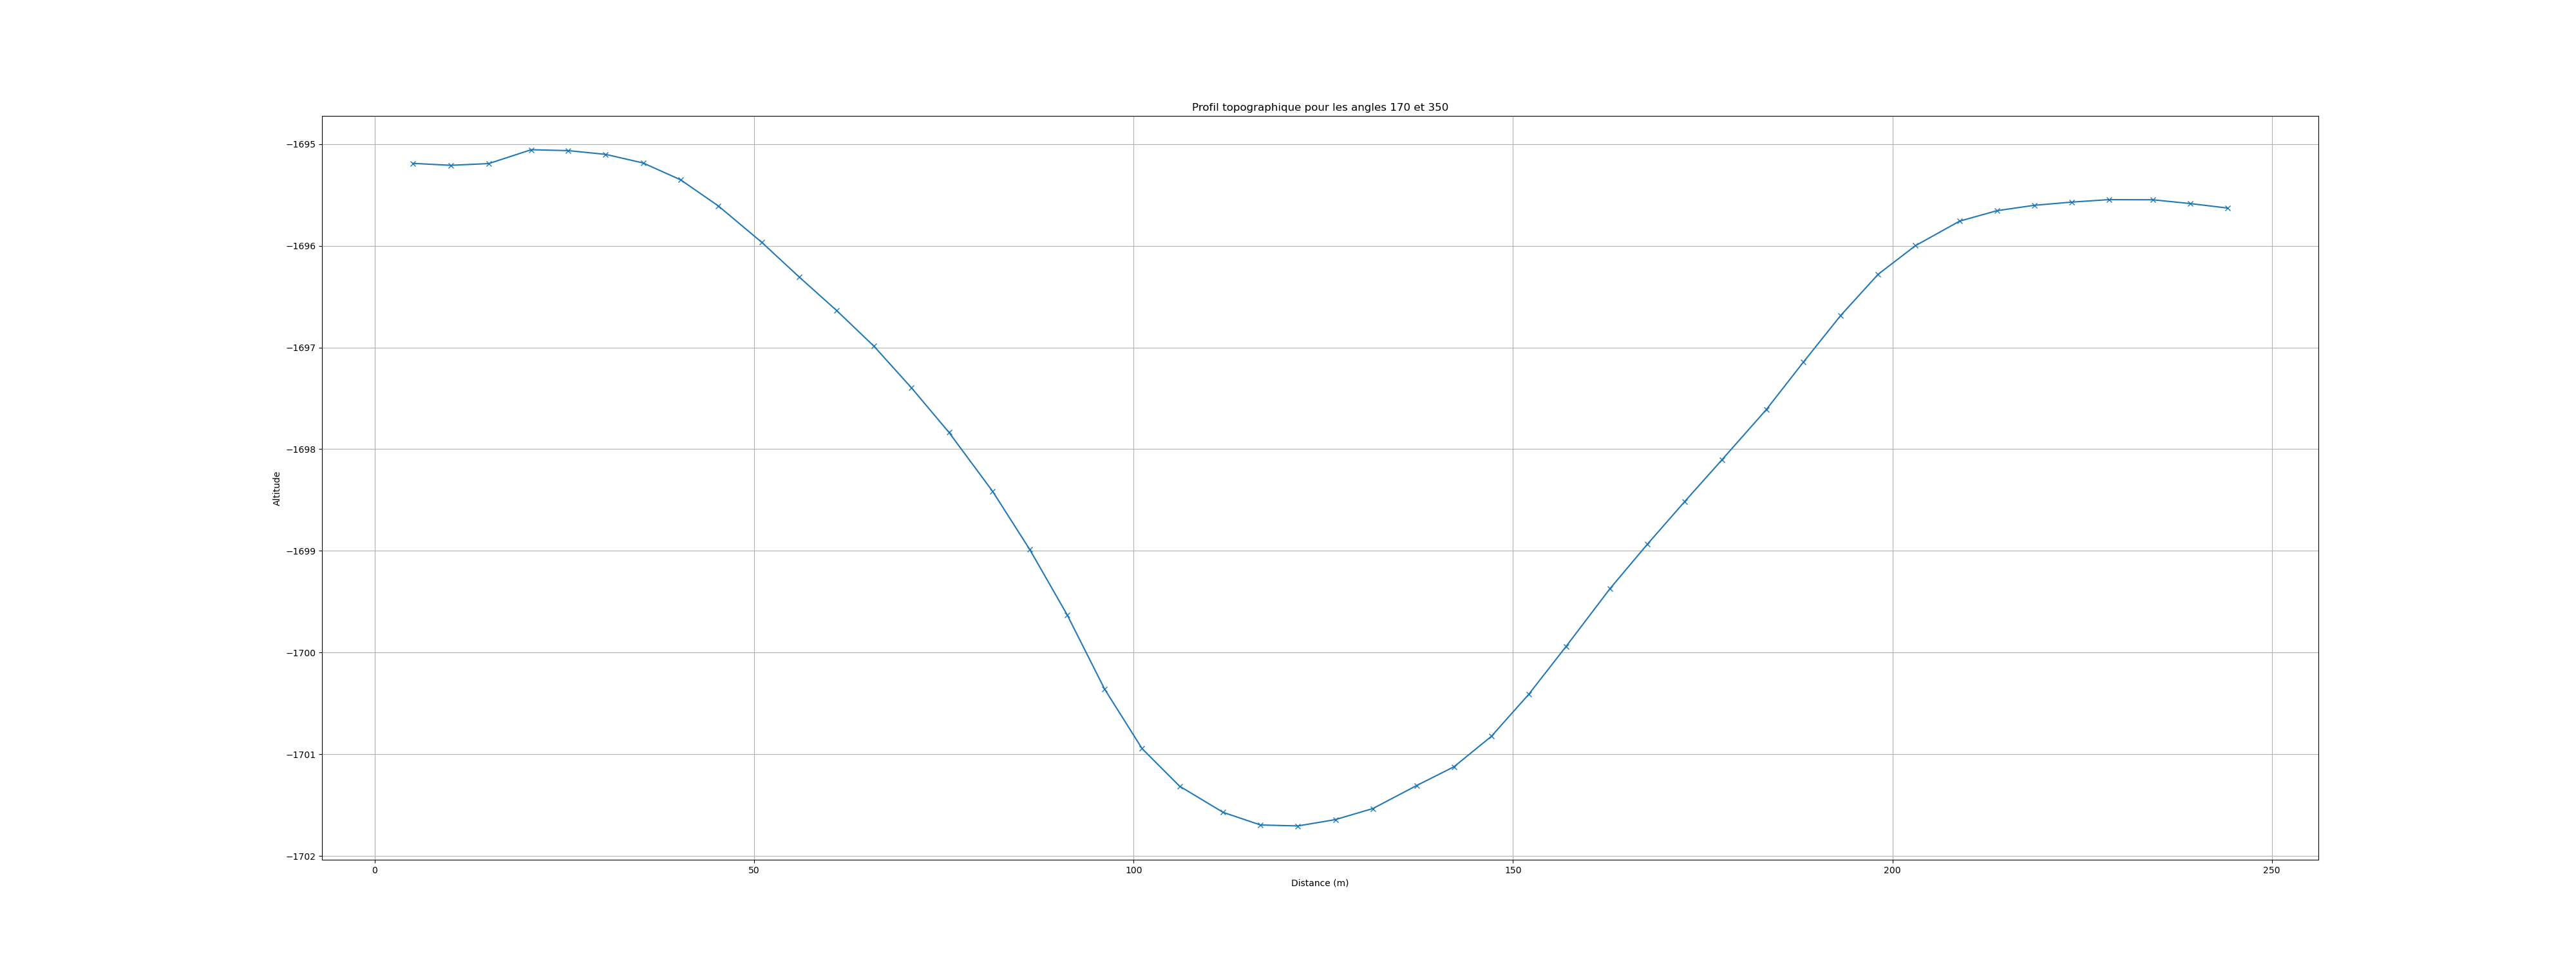 Profil topographique pour les angles 170 et 350
Altitude
−1695
−1696
−1697
−1698
−1699
−1700
−1701
−1702
0 50 100 150 200 250
Distance (m)